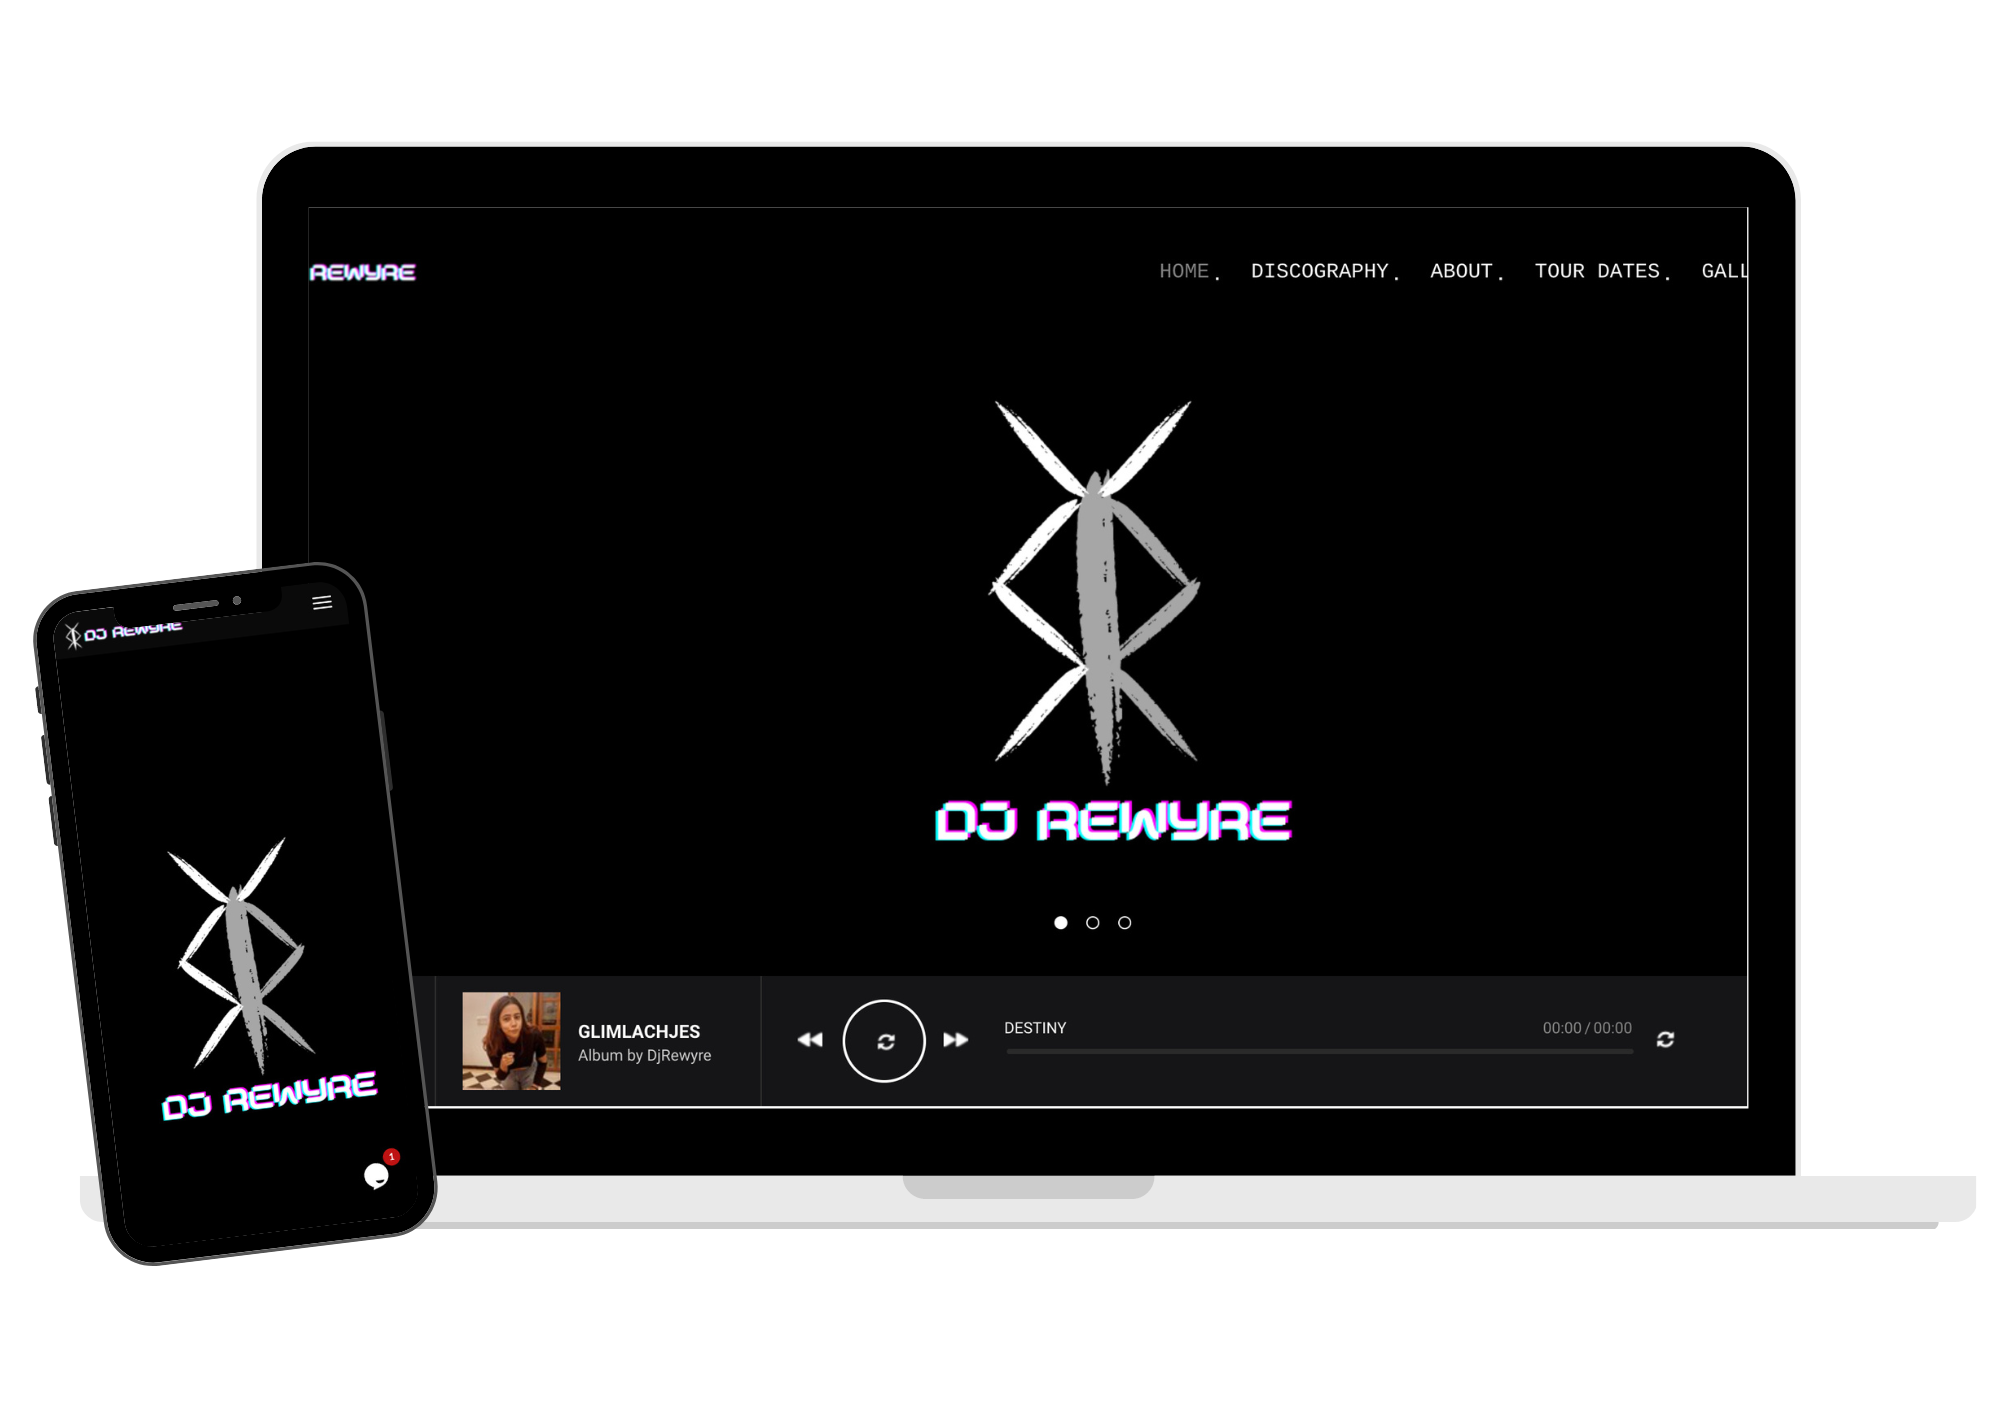 REWYRE
HOME. DISCOGRAPHY. ABOUT. TOUR DATES. GALL
DJ REWYRE
GLIMLACHJES
Album by DjRewyre
DESTINY
00:00 / 00:00
DJ REWYRE
DJ REWYRE
1